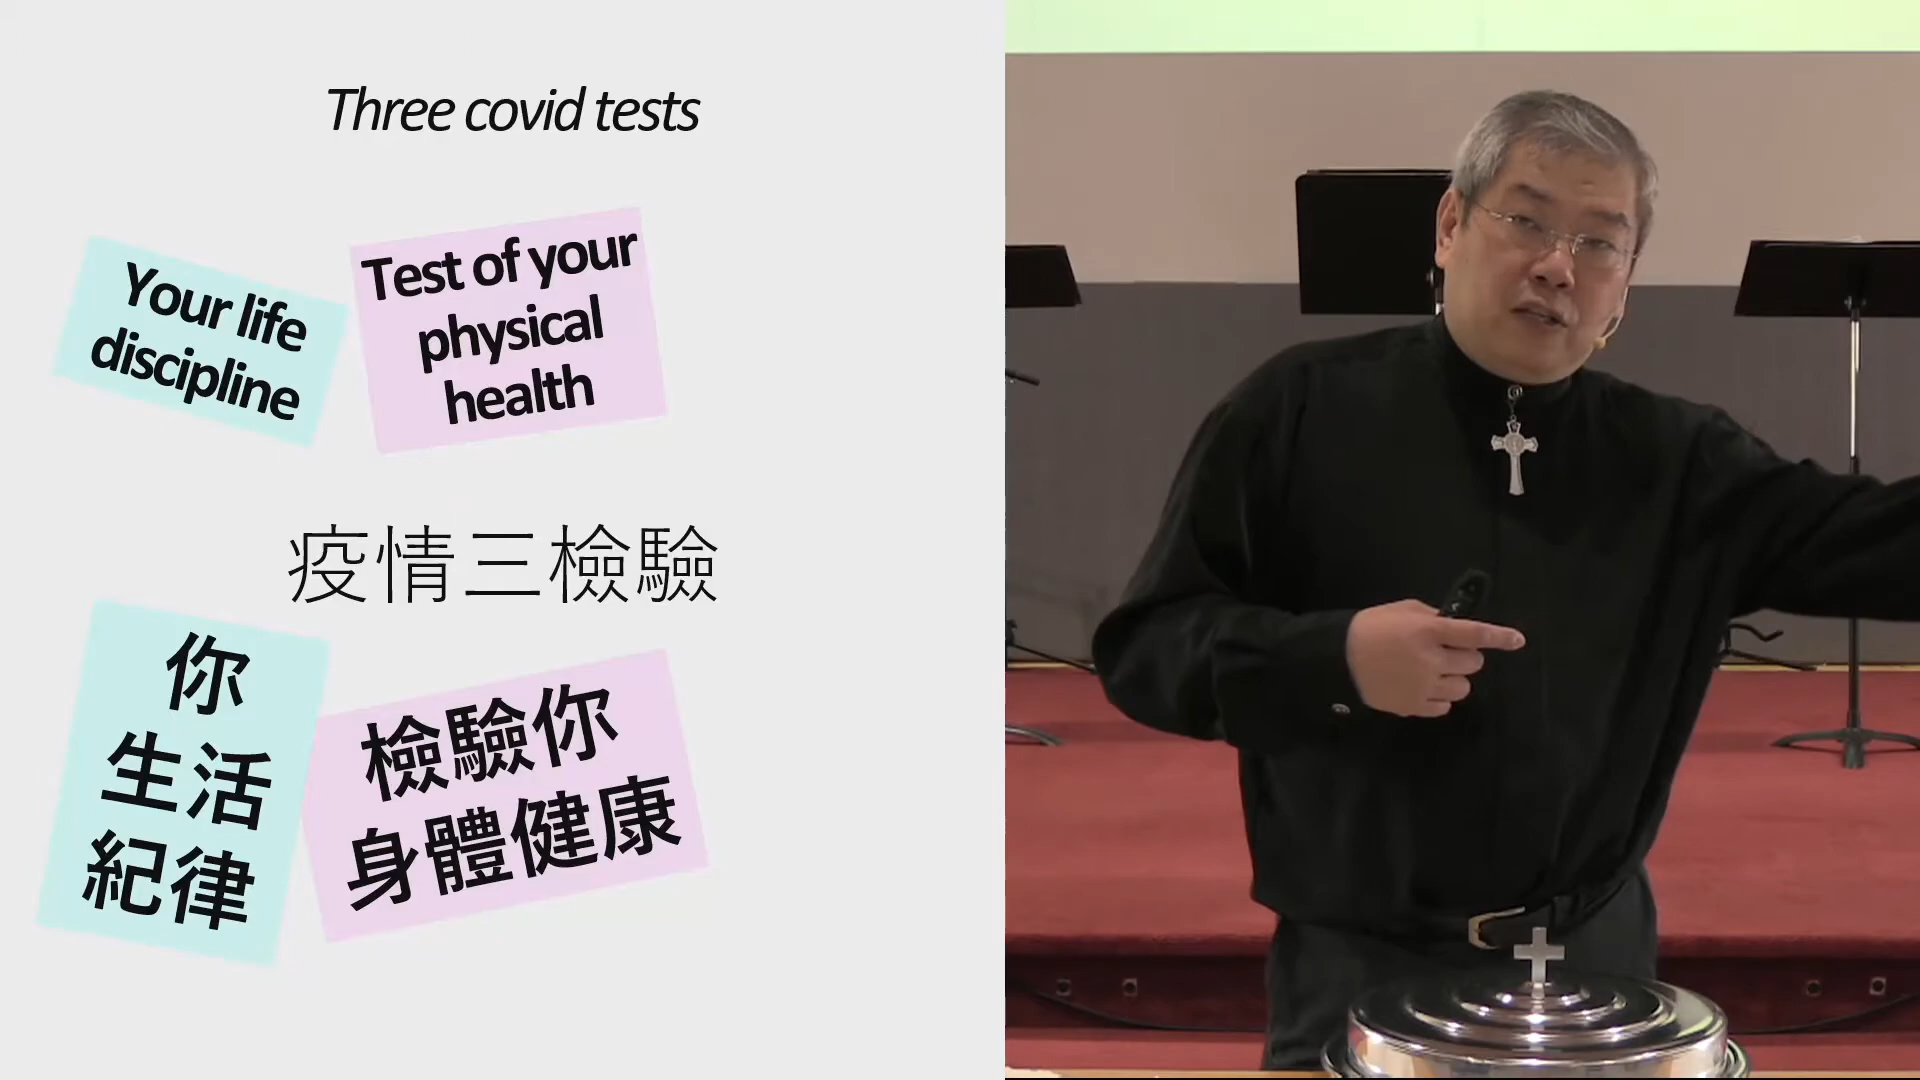 Three covid tests
Your life
discipline
Test of your
physical
health
疫情三檢驗
你
生活
紀律
檢驗你
身體健康